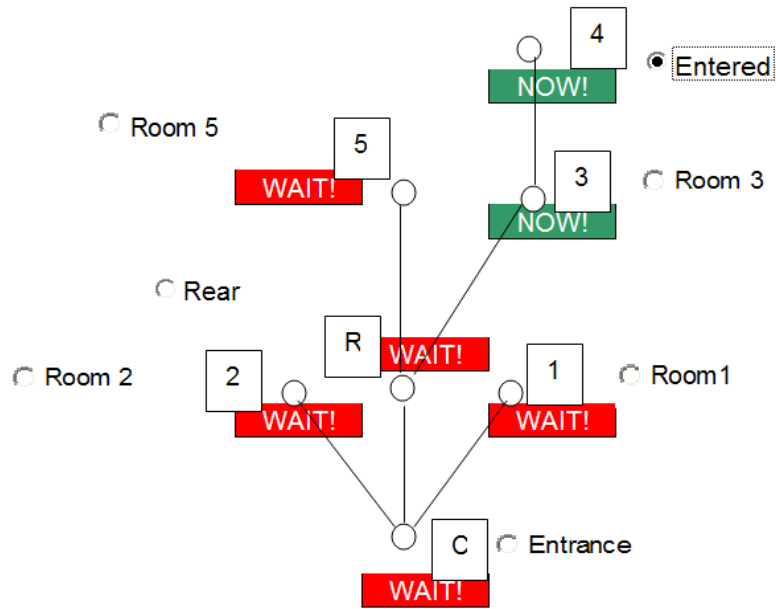 4
Entered
NOW!
Room 5
5
WAIT!
3
Room 3
NOW!
Rear
R
WAIT!
Room 2
2
1
Room1
WAIT!
WAIT!
C
Entrance
WAIT!